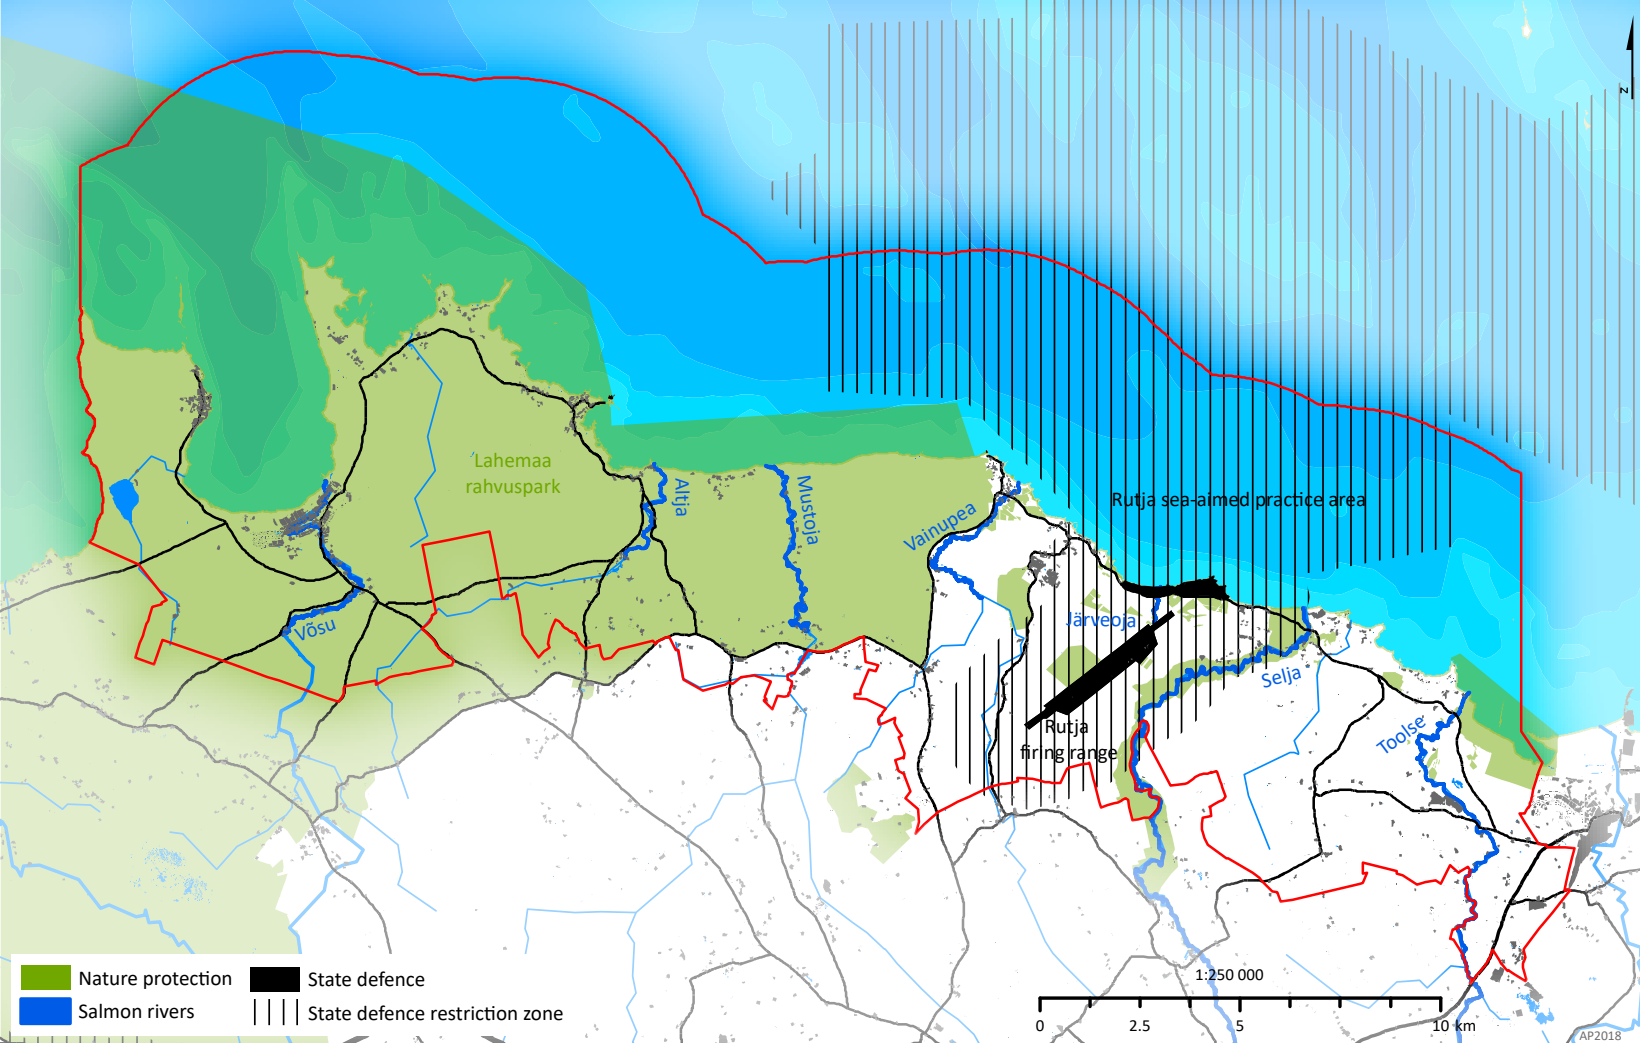 z
Lahemaa
rahvuspark
Altja
Mustoja
Vainupea
Rutja sea-aimed practice area
Järveoja
Võsu
Selja
Rutja
firing range
Toolse
Nature protection
State defence
Salmon rivers
State defence restriction zone
1:250 000
0 2.5 5 10 km
AP2018